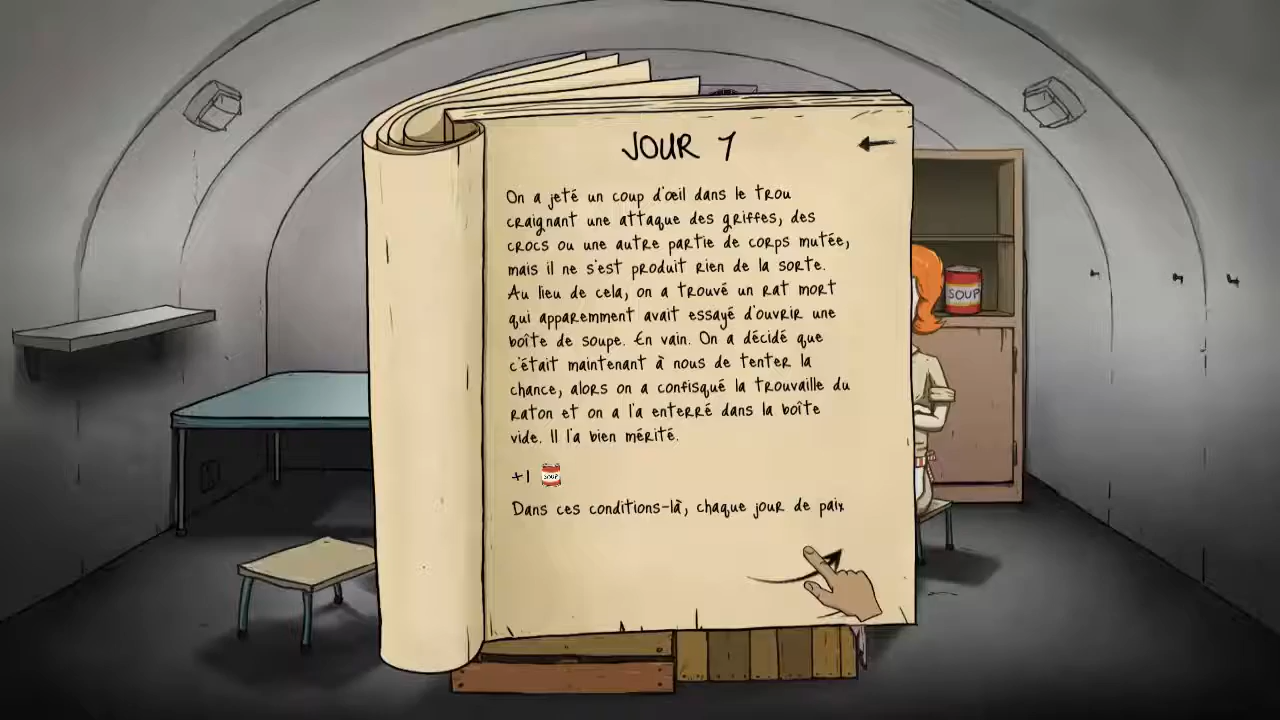 JOUR 7
On a jeté un coup d'œil dans le trou
craignant une attaque des griffes, des
crocs ou une autre partie de corps mutée,
mais il ne s'est produit rien de la sorte.
Au lieu de cela, on a trouvé un rat mort
qui apparemment avait essayé d'ouvrir une
boîte de soupe. En vain. On a décidé que
c'était maintenant à nous de tenter la
chance, alors on a confisqué la trouvaille du
raton et on a l'a enterré dans la boîte
vide. Il l'a bien mérité.
+1 SOUP
Dans ces conditions-là, chaque jour de paix
SOUP